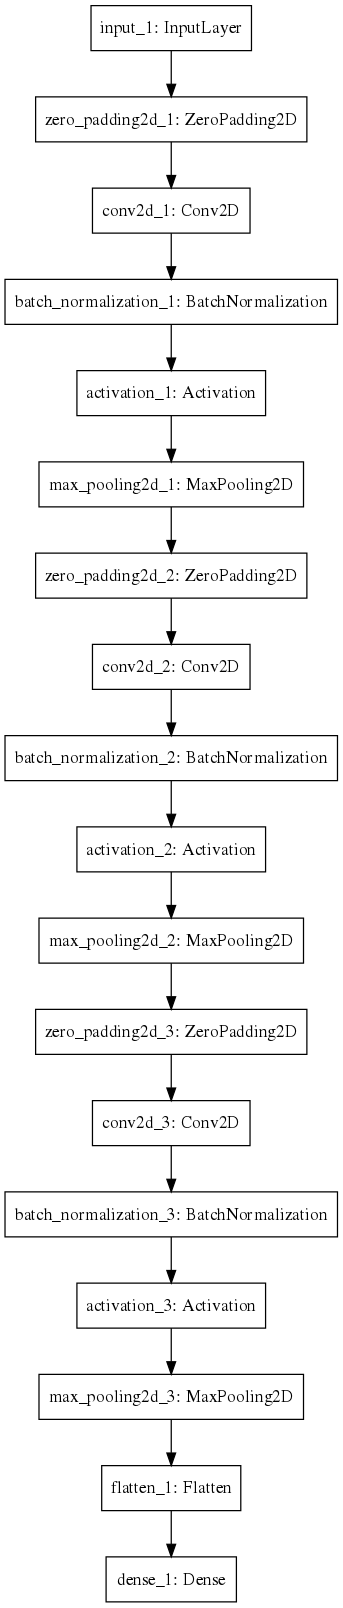 input_1: InputLayer
zero_padding2d_1: ZeroPadding2D
conv2d_1: Conv2D
batch_normalization_1: BatchNormalization
activation_1: Activation
max_pooling2d_1: MaxPooling2D
zero_padding2d_2: ZeroPadding2D
conv2d_2: Conv2D
batch_normalization_2: BatchNormalization
activation_2: Activation
max_pooling2d_2: MaxPooling2D
zero_padding2d_3: ZeroPadding2D
conv2d_3: Conv2D
batch_normalization_3: BatchNormalization
activation_3: Activation
max_pooling2d_3: MaxPooling2D
flatten_1: Flatten
dense_1: Dense